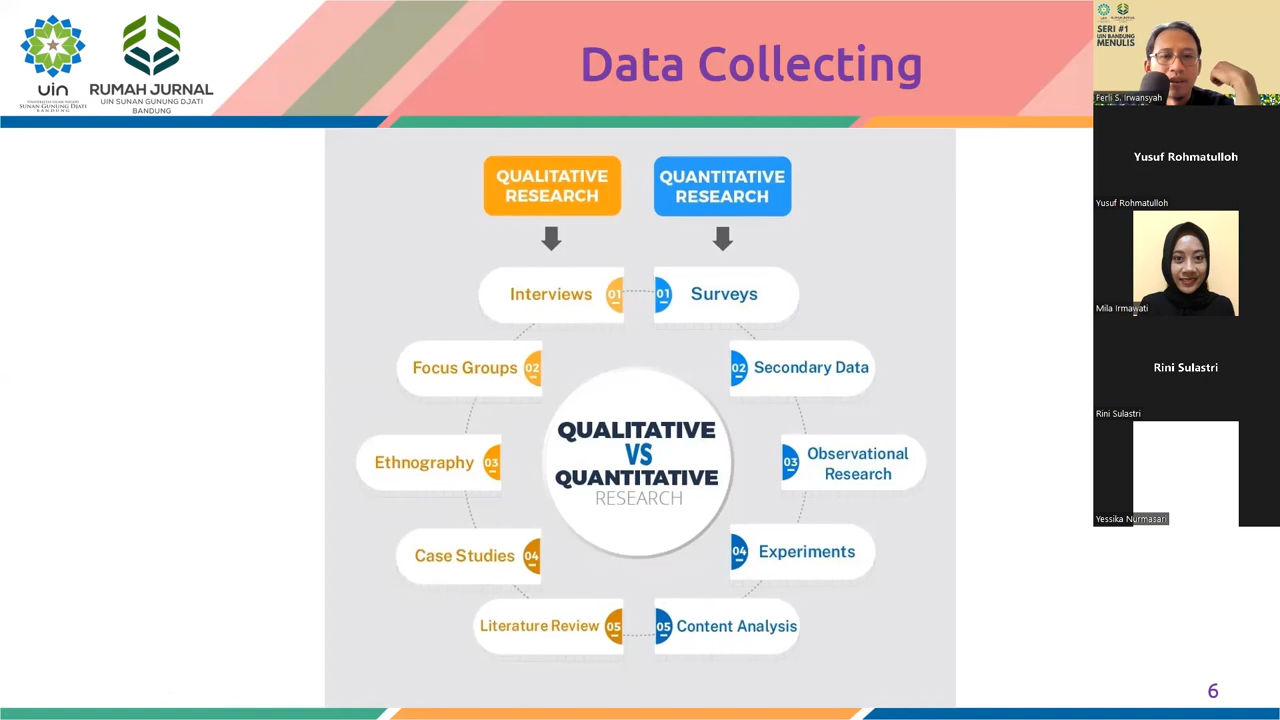 uin
UNIVERSITAS ISLAM NEGERI
SUNAN GUNUNG DJATI
BANDUNG
RUMAH JURNAL
UIN SUNAN GUNUNG DJATI
BANDUNG
Data Collecting
QUALITATIVE
RESEARCH
QUANTITATIVE
RESEARCH
Interviews 01
01 Surveys
Focus Groups 02
02 Secondary Data
Ethnography 03
03 Observational
Research
Case Studies 04
04 Experiments
Literature Review 05
05 Content Analysis
QUALITATIVE
VS
QUANTITATIVE
RESEARCH
6
SERI #1
UIN BANDUNG
MENULIS
Ferli S. Irwansyah
Yusuf Rohmatulloh
Yusuf Rohmatulloh
Mila Irmawati
Rini Sulastri
Rini Sulastri
Yessika Nurmasari